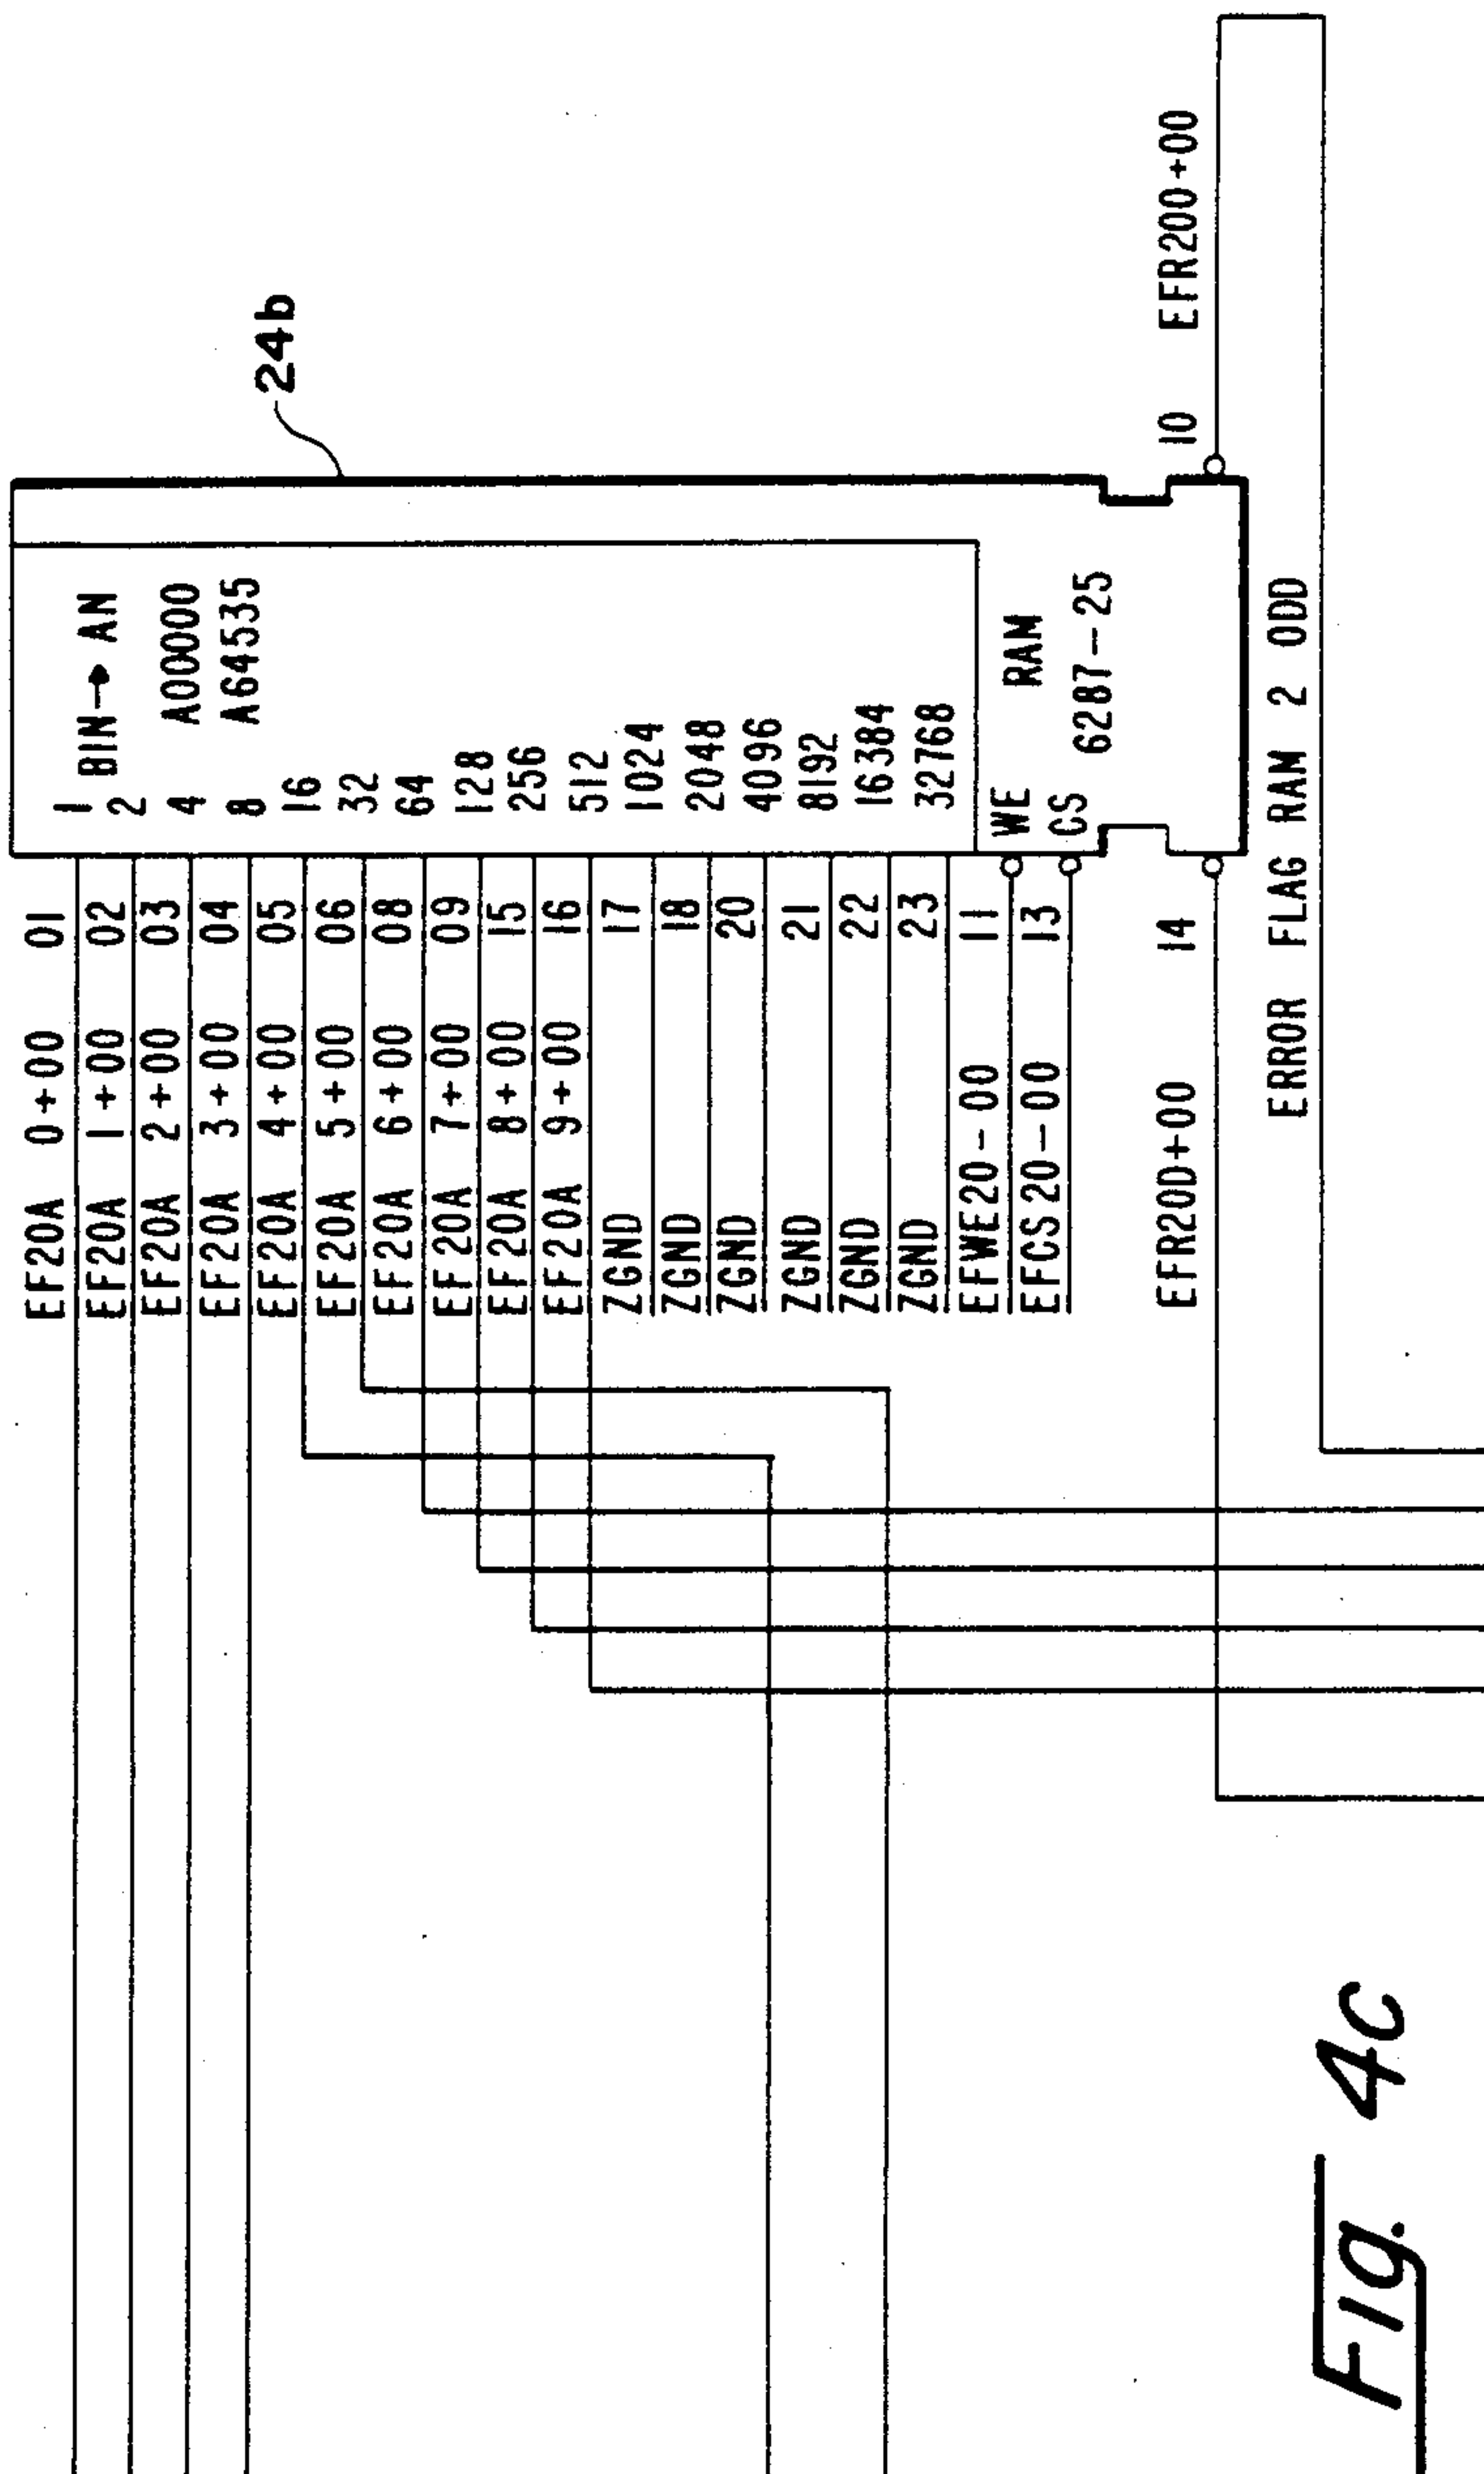 EF20A 0+00 01 1 BIN→AN
EF20A 1+00 02 2
EF20A 2+00 03 4 A00000
EF20A 3+00 04 8 A64535
EF20A 4+00 05 16
EF20A 5+00 06 32
EF20A 6+00 08 64
EF20A 7+00 09 128
EF20A 8+00 15 256
EF20A 9+00 16 512
ZGND 17 1024
ZGND 18 2048
ZGND 20 4096
ZGND 21 8192
ZGND 22 16384
ZGND 23 32768
EFWE20-00 11 WE RAM
EFCS20-00 13 CS
6287-25
EFR20D+00 14
10 EFR200+00
ERROR FLAG RAM 2 ODD
24b
Fig. 4c